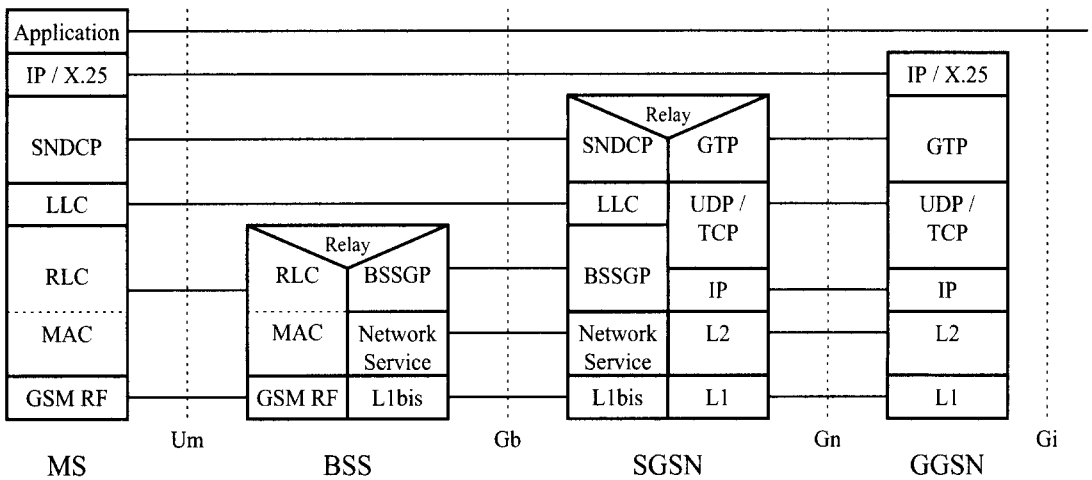 Application
IP / X.25
IP / X.25
Relay
SNDCP
SNDCP
GTP
GTP
LLC
LLC
UDP /
TCP
UDP /
TCP
Relay
RLC
RLC
BSSGP
BSSGP
IP
IP
MAC
MAC
Network
Service
Network
Service
L2
L2
GSM RF
GSM RF
L1bis
L1bis
L1
L1
Um
Gb
Gn
Gi
MS
BSS
SGSN
GGSN